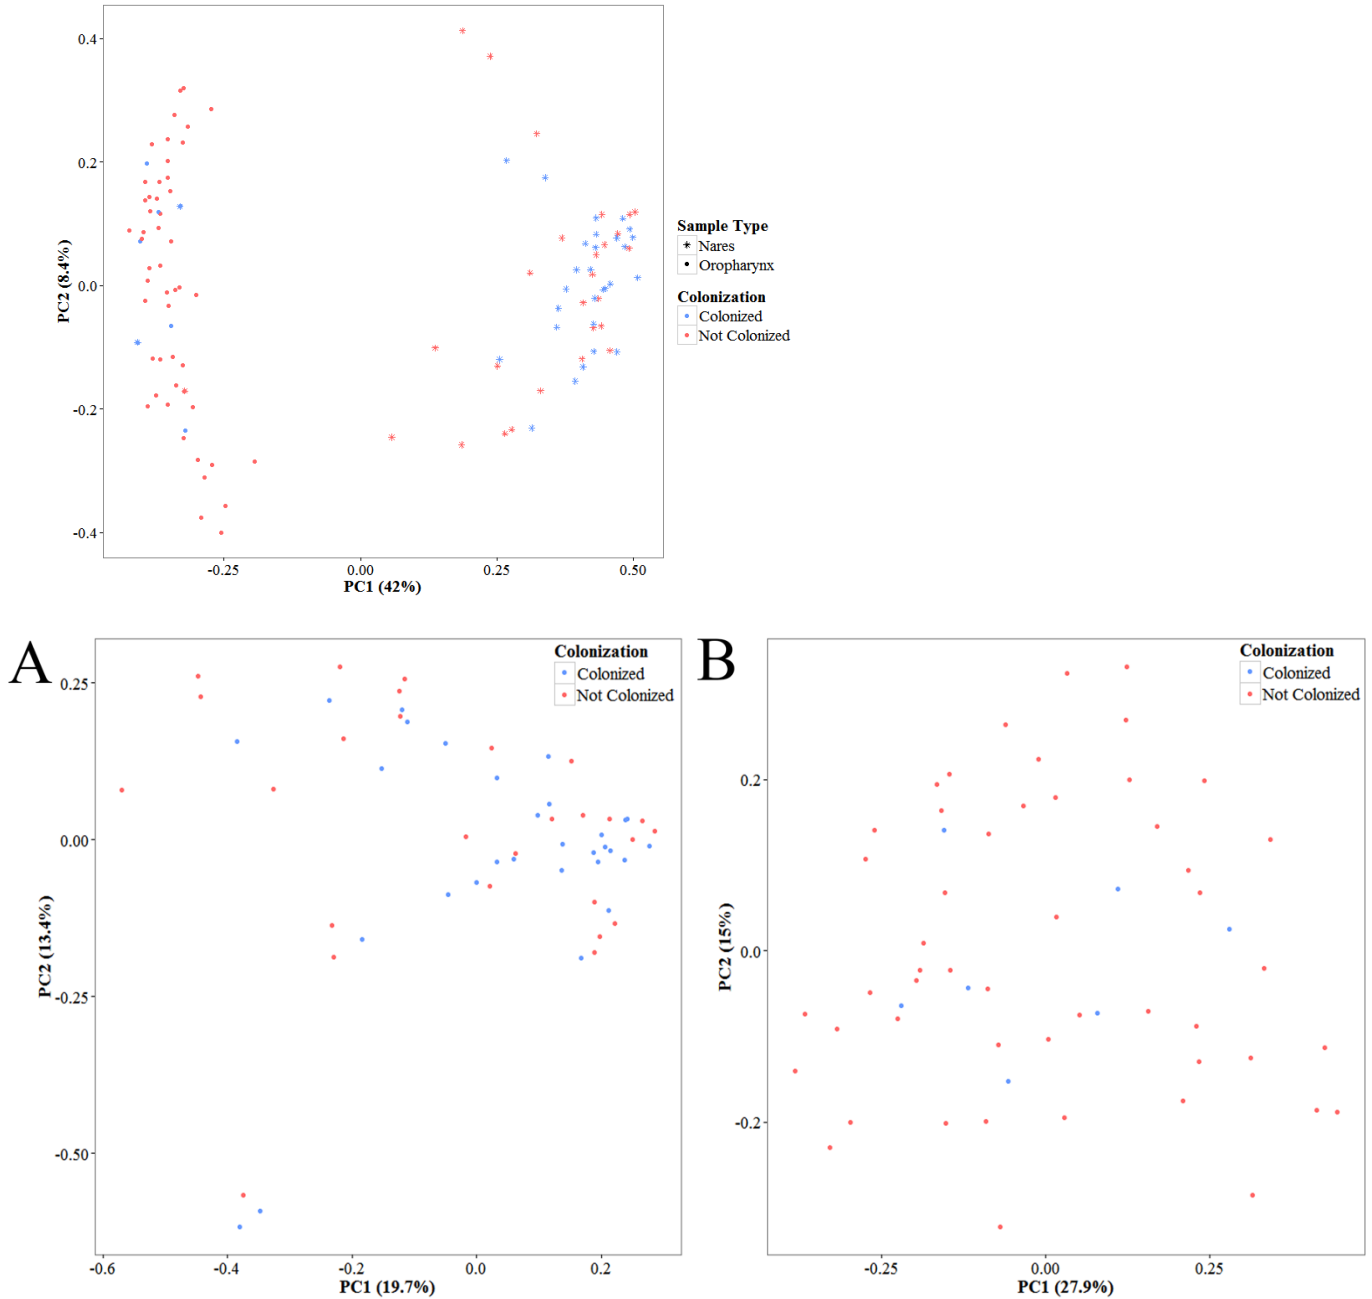 0.4
0.2
0.0
-0.2
-0.4
PC2 (8.4%)
-0.25
0.00
0.25
0.50
PC1 (42%)
Sample Type
Nares
Oropharynx
Colonization
Colonized
Not Colonized
A
Colonization
Colonized
Not Colonized
0.25
0.00
-0.25
-0.50
PC2 (13.4%)
-0.6
-0.4
-0.2
0.0
0.2
PC1 (19.7%)
B
Colonization
Colonized
Not Colonized
0.2
0.0
-0.2
PC2 (15%)
-0.25
0.00
0.25
PC1 (27.9%)